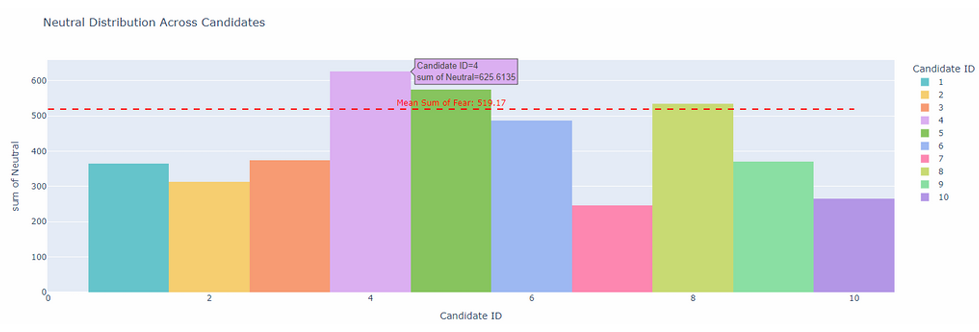 Neutral Distribution Across Candidates
Candidate ID=4
sum of Neutral=625.6135
Mean Sum of Fear: 519.17
sum of Neutral
600
500
400
300
200
100
0
0 2 4 6 8 10
Candidate ID
Candidate ID
1
2
3
4
5
6
7
8
9
10